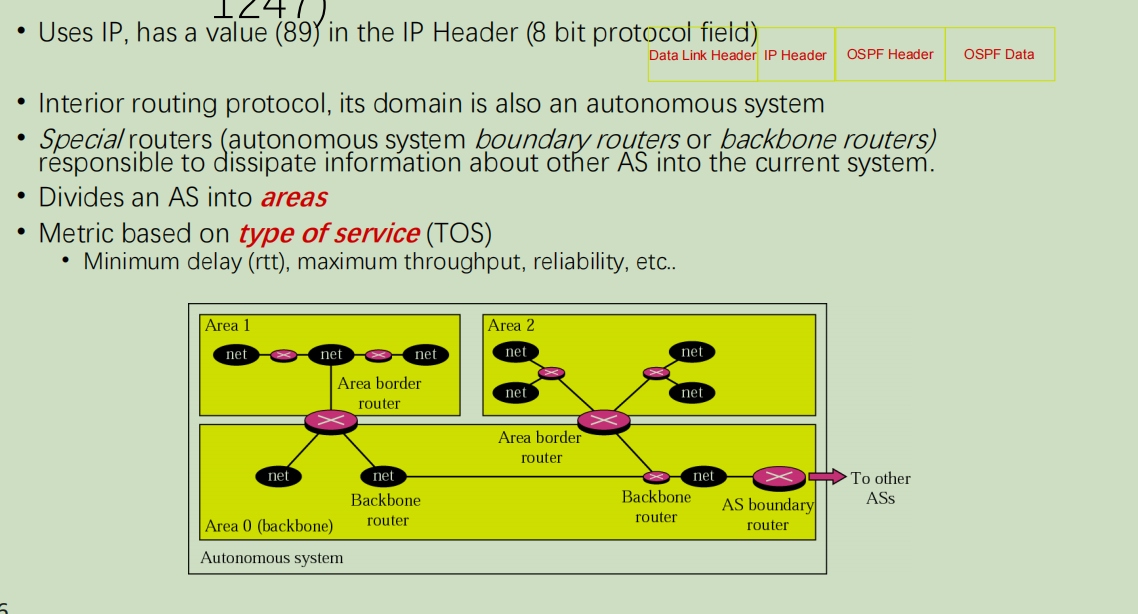 1247)
• Uses IP, has a value (89) in the IP Header (8 bit protocol field)
Data Link Header IP Header OSPF Header OSPF Data
• Interior routing protocol, its domain is also an autonomous system
• Special routers (autonomous system boundary routers or backbone routers)
responsible to dissipate information about other AS into the current system.
• Divides an AS into areas
• Metric based on type of service (TOS)
• Minimum delay (rtt), maximum throughput, reliability, etc..
Area 1
net net net
Area border
router
Area 2
net net
net net
Area border
router
net net
Backbone
router
Backbone
router
net
AS boundary
router
To other
ASs
Area 0 (backbone)
Autonomous system
6